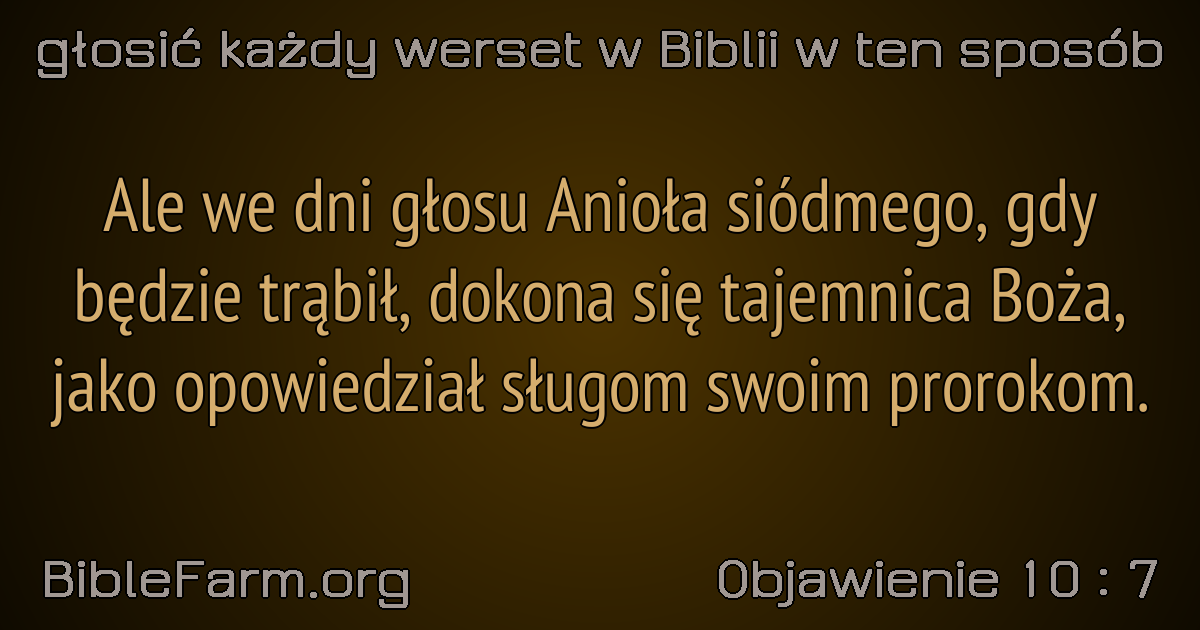 głosić każdy werset w Biblii w ten sposób
Ale we dni głosu Anioła siódmego, gdy
będzie trąbił, dokona się tajemnica Boża,
jako opowiedział sługom swoim prorokom.
BibleFarm.org
Objawienie 10 : 7